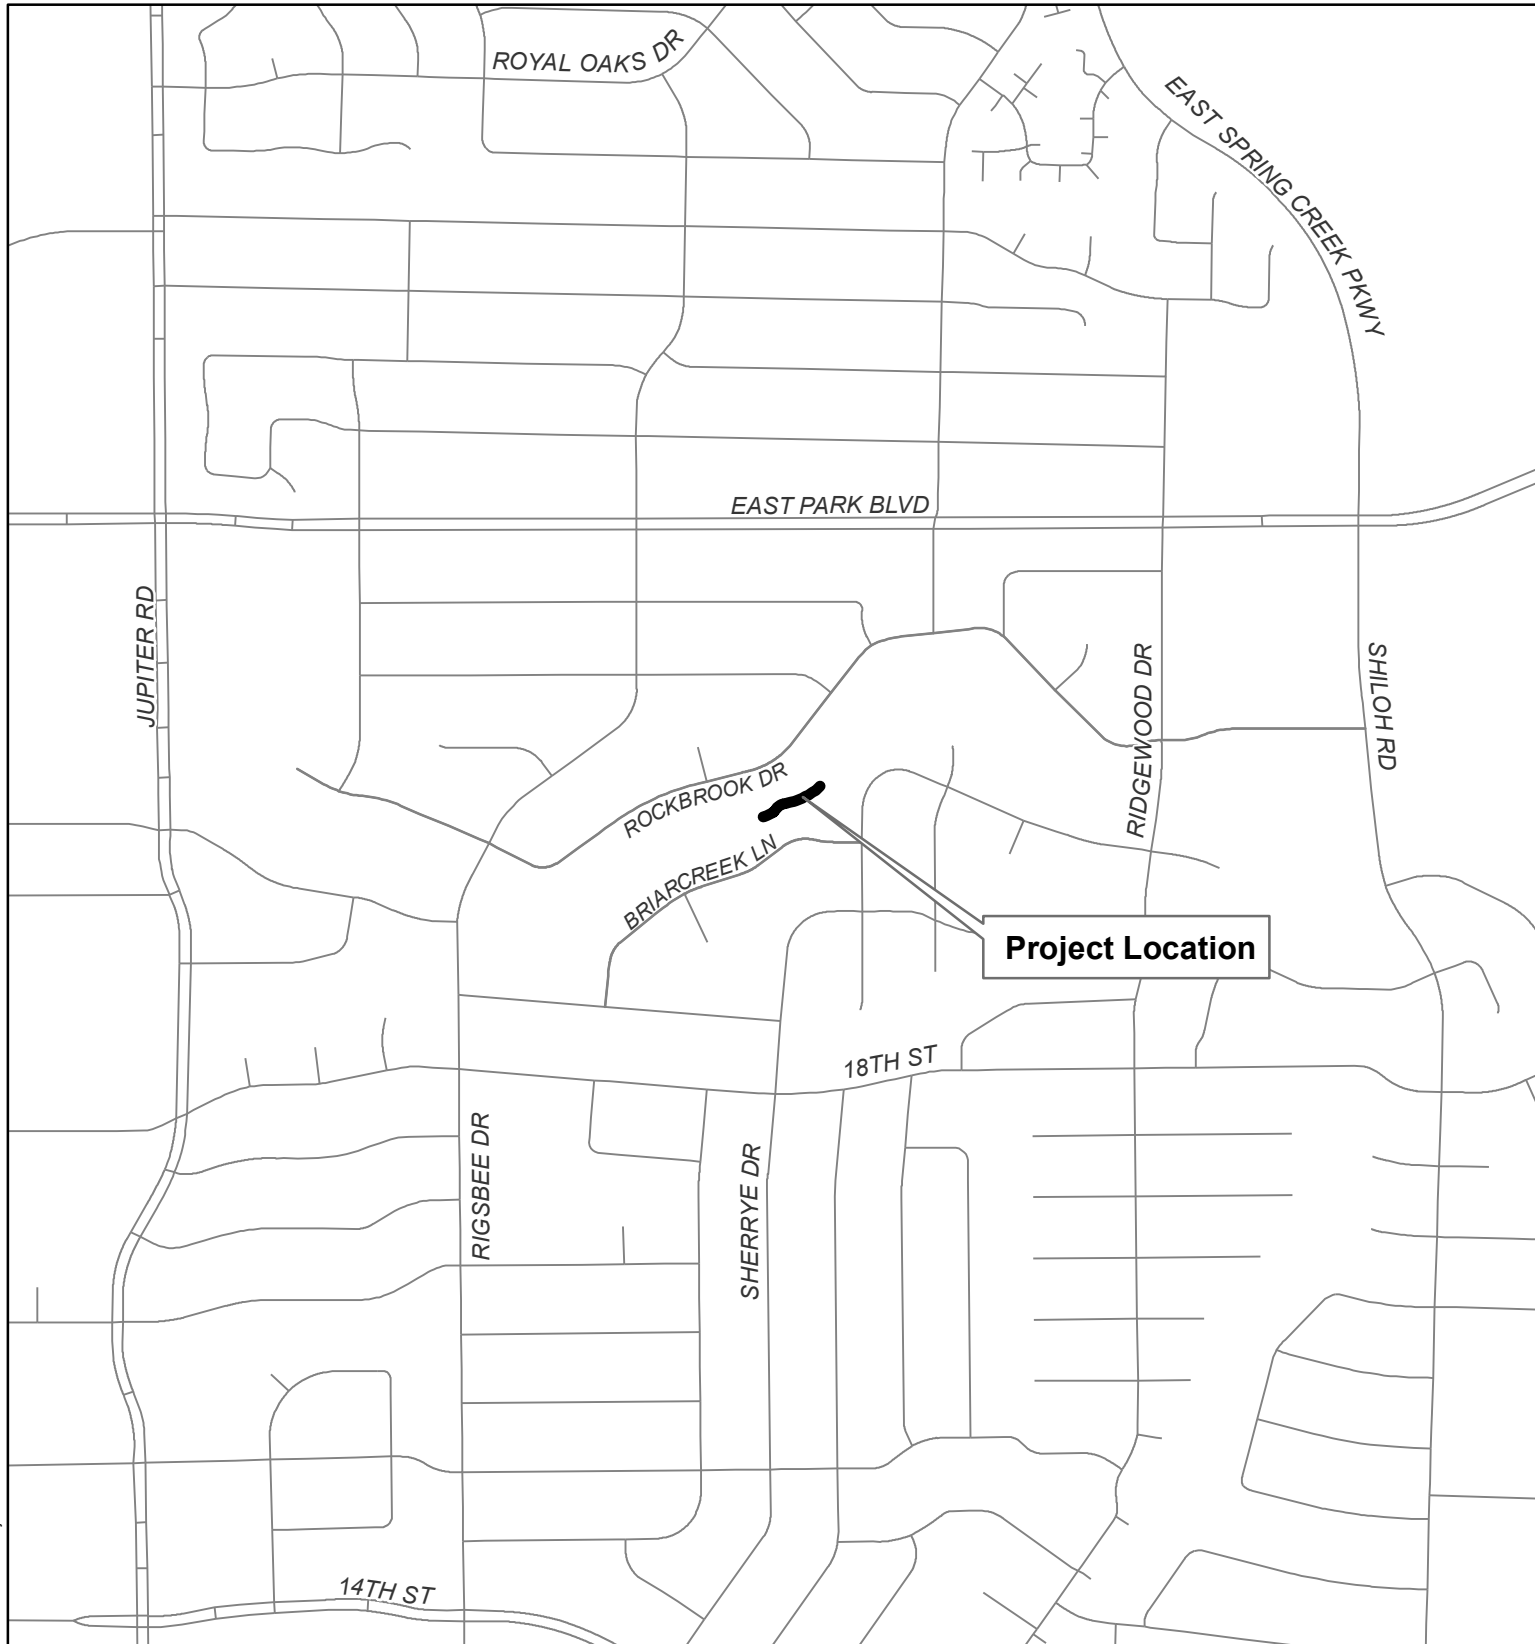 ROYAL OAKS DR
EAST SPRING CREEK PKWY
EAST PARK BLVD
JUPITER RD
RIDGEWOOD DR
SHILOH RD
ROCKBROOK DR
BRIARCREEK LN
Project Location
18TH ST
RIGSBEE DR
SHERRYE DR
14TH ST